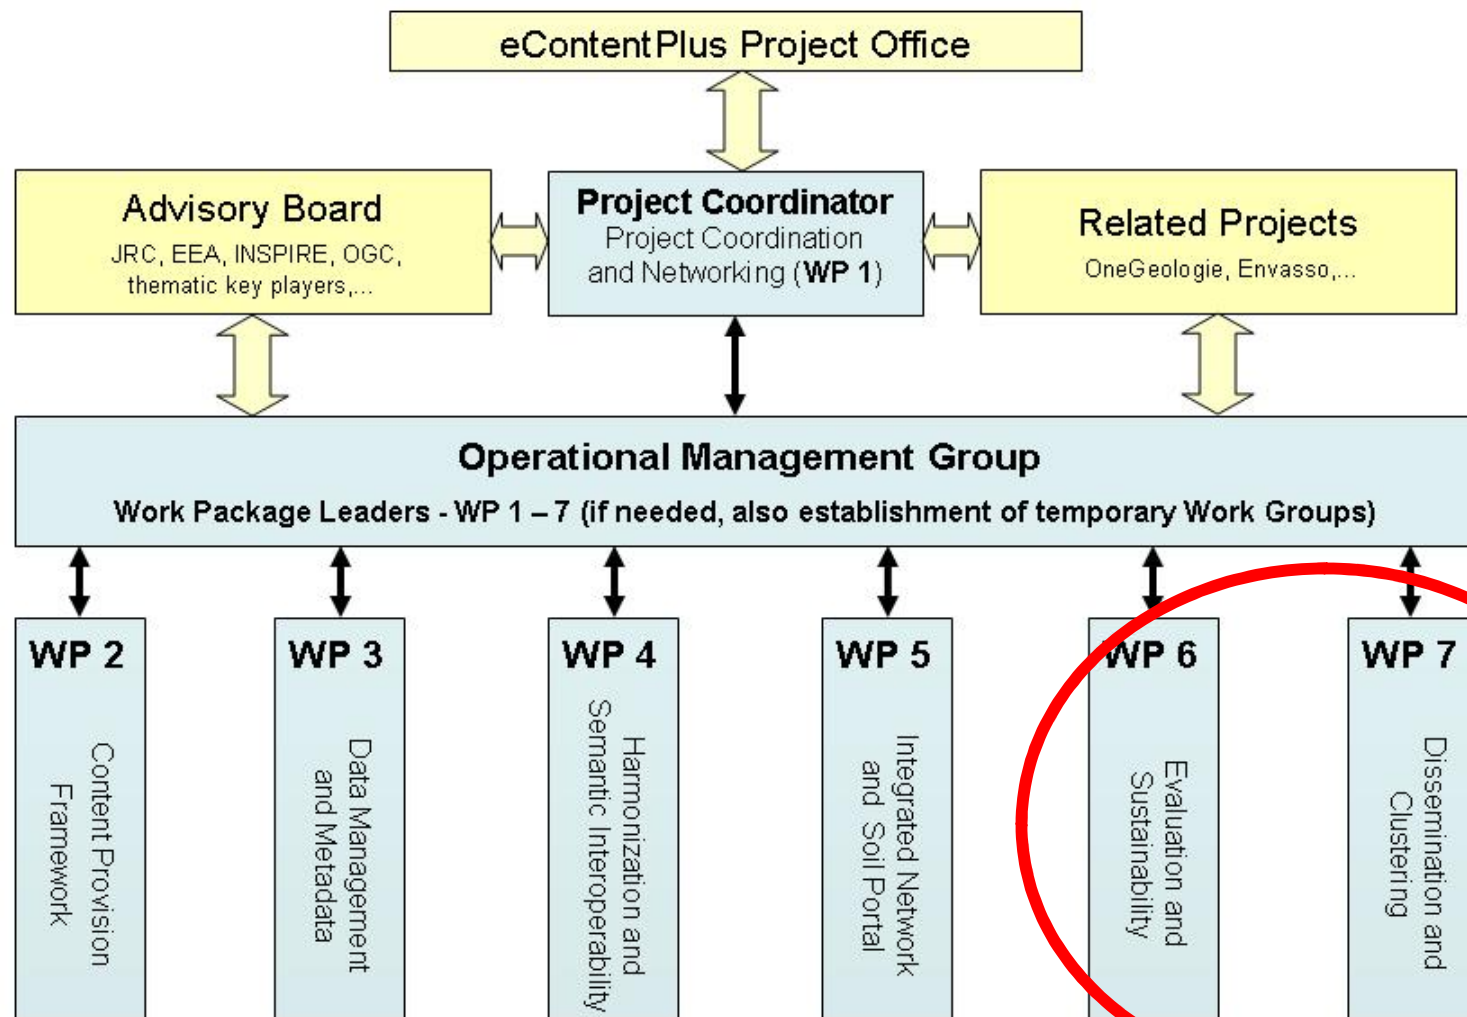 eContentPlus Project Office
Advisory Board
JRC, EEA, INSPIRE, OGC,
thematic key players,...
Project Coordinator
Project Coordination
and Networking (WP 1)
Related Projects
OneGeologie, Envasso,...
Operational Management Group
Work Package Leaders - WP 1 – 7 (if needed, also establishment of temporary Work Groups)
WP 2
Content Provision
Framework
WP 3
Data Management
and Metadata
WP 4
Harmonization and
Semantic Interoperability
WP 5
Integrated Network
and Soil Portal
WP 6
Evaluation and
Sustainability
WP 7
Dissemination and
Clustering